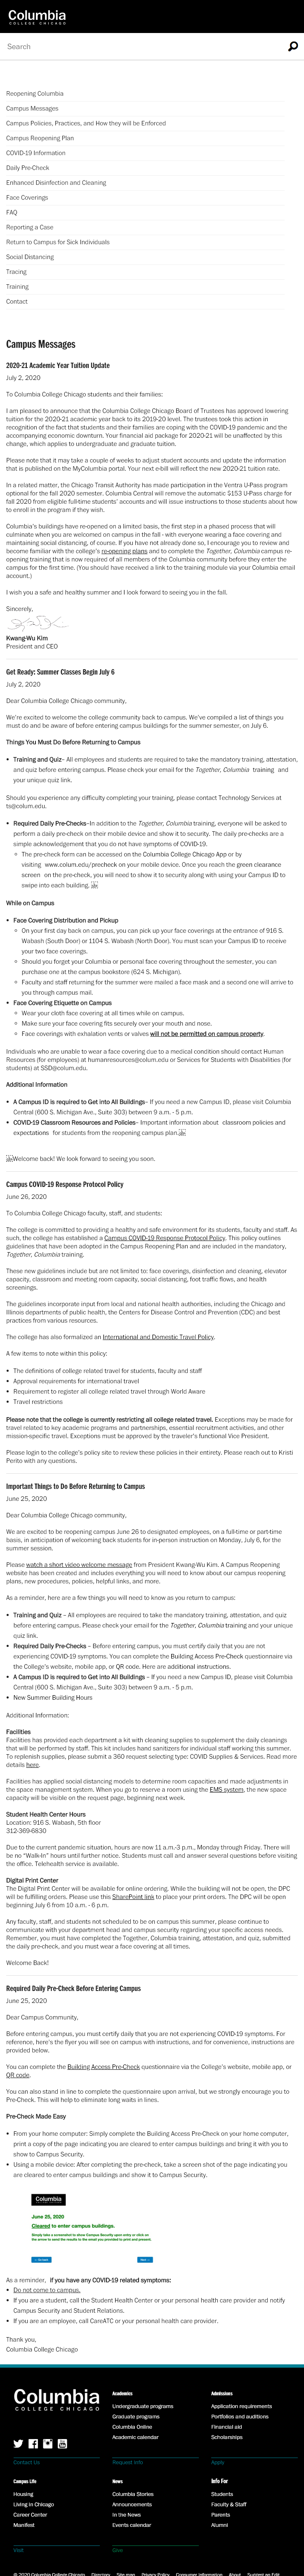 Columbia
COLLEGE CHICAGO
Search
Reopening Columbia
Campus Messages
Campus Policies, Practices, and How they will be Enforced
Campus Reopening Plan
COVID-19 Information
Daily Pre-Check
Enhanced Disinfection and Cleaning
Face Coverings
FAQ
Reporting a Case
Return to Campus for Sick Individuals
Social Distancing
Tracing
Training
Contact
Campus Messages
2020-21 Academic Year Tuition Update
July 2, 2020
To Columbia College Chicago students and their families:
I am pleased to announce that the Columbia College Chicago Board of Trustees has approved lowering
tuition for the 2020-21 academic year back to its 2019-20 level. The trustees took this action in
recognition of the fact that students and their families are coping with the COVID-19 pandemic and the
accompanying economic downturn. Your financial aid package for 2020-21 will be unaffected by this
change, which applies to undergraduate and graduate tuition.
Please note that it may take a couple of weeks to adjust student accounts and update the information
that is published on the MyColumbia portal. Your next e-bill will reflect the new 2020-21 tuition rate.
In a related matter, the Chicago Transit Authority has made participation in the Ventra U-Pass program
optional for the fall 2020 semester. Columbia Central will remove the automatic $153 U-Pass charge for
fall 2020 from eligible fulltime students' accounts and will issue instructions to those students about how
to enroll in the program if they wish.
Columbia's buildings have re-opened on a limited basis, the first step in a phased process that will
culminate when you are welcomed on campus in the fall - with everyone wearing a face covering and
maintaining social distancing, of course. If you have not already done so, I encourage you to review and
become familiar with the college's re-opening plans and to complete the Together, Columbia campus re-
opening training that is now required of all members of the Columbia community before they enter the
campus for the first time. (You should have received a link to the training module via your Columbia email
account.)
I wish you a safe and healthy summer and I look forward to seeing you in the fall.
Sincerely,
Kwang-Wu Kim
President and CEO
Get Ready: Summer Classes Begin July 6
July 2, 2020
Dear Columbia College Chicago community,
We're excited to welcome the college community back to campus. We've compiled a list of things you
must do and be aware of before entering campus buildings for the summer semester, on July 6.
Things You Must Do Before Returning to Campus
• Training and Quiz– All employees and students are required to take the mandatory training, attestation,
and quiz before entering campus. Please check your email for the Together, Columbia training and
your unique quiz link.
Should you experience any difficulty completing your training, please contact Technology Services at
ts@colum.edu.
• Required Daily Pre-Checks–In addition to the Together, Columbia training, everyone will be asked to
perform a daily pre-check on their mobile device and show it to security. The daily pre-checks are a
simple acknowledgement that you do not have symptoms of COVID-19.
The pre-check form can be accessed on the Columbia College Chicago App or by
visiting www.colum.edu/precheck on your mobile devices. Once you reach the green clearance
screen on the pre-check, you will need to show it to security along with using your Campus ID to
swipe into each building.
While on Campus
• Face Covering Distribution and Pickup
On your first day back on campus, you can pick up your face coverings at the entrance of 916 S.
Wabash (South Door) or 1104 S. Wabash (North Door). You must scan your Campus ID to receive
your two face coverings.
Should you forget your Columbia or personal face covering throughout the semester, you can
purchase one at the campus bookstore (624 S. Michigan).
Faculty and staff returning for the summer were mailed a mask and a second one will arrive to
you through campus mail.
• Face Covering Etiquette on Campus
Wear your cloth face covering at all times while on campus.
Make sure your face covering fits securely over your mouth and nose.
Face coverings with exhalation vents or valves will not be permitted on campus property.
Individuals who are unable to wear a face covering due to a medical condition should contact Human
Resources (for employees) at humanresources@colum.edu or Services for Students with Disabilities (for
students) at SSD@colum.edu.
Additional Information
• A Campus ID is required to Get into All Buildings– If you need a new Campus ID, please visit Columbia
Central (600 S. Michigan Ave., Suite 303) between 9 a.m. - 5 p.m.
• COVID-19 Classroom Resources and Policies– Important information about classroom policies and
expectations for students from the reopening campus plan.
Welcome back! We look forward to seeing you soon.
Campus COVID-19 Response Protocol Policy
June 26, 2020
To Columbia College Chicago faculty, staff, and students:
The college is committed to providing a healthy and safe environment for its students, faculty and staff. As
such, the college has established a Campus COVID-19 Response Protocol Policy. This policy outlines
guidelines that have been adopted in the Campus Reopening Plan and are included in the mandatory,
Together, Columbia training.
These new guidelines include but are not limited to: face coverings, disinfection and cleaning, elevator
capacity, classroom and meeting room capacity, social distancing, foot traffic flows, and health
screenings.
The guidelines incorporate input from local and national health authorities, including the Chicago and
Illinois departments of public health, the Centers for Disease Control and Prevention (CDC) and best
practices from various resources.
The college has also formalized an International and Domestic Travel Policy.
A few items to note within this policy:
• The definitions of college related travel for students, faculty and staff
• Approval requirements for international travel
• Requirement to register all college related travel through World Aware
• Travel restrictions
Please note that the college is currently restricting all college related travel. Exceptions may be made for
travel related to key academic programs and partnerships, essential recruitment activities, and other
mission-specific travel. Exceptions must be approved by the traveler's functional Vice President.
Please login to the college's policy site to review these policies in their entirety. Please reach out to Kristi
Perito with any questions.
Important Things to Do Before Returning to Campus
June 25, 2020
Dear Columbia College Chicago community,
We are excited to be reopening campus June 26 to designated employees, on a full-time or part-time
basis, in anticipation of welcoming back students for in-person instruction on Monday, July 6, for the
summer session.
Please watch a short video welcome message from President Kwang-Wu Kim. A Campus Reopening
website has been created and includes everything you will need to know about our campus reopening
plans, new procedures, policies, helpful links, and more.
As a reminder, here are a few things you will need to know as you return to campus:
• Training and Quiz – All employees are required to take the mandatory training, attestation, and quiz
before entering campus. Please check your email for the Together, Columbia training and your unique
quiz link.
• Required Daily Pre-Checks – Before entering campus, you must certify daily that you are not
experiencing COVID-19 symptoms. You can complete the Building Access Pre-Check questionnaire via
the College's website, mobile app, or QR code. Here are additional instructions.
• A Campus ID is required to Get into All Buildings – If you need a new Campus ID, please visit Columbia
Central (600 S. Michigan Ave., Suite 303) between 9 a.m. - 5 p.m.
• New Summer Building Hours
Additional Information:
Facilities
Facilities has provided each department a kit with cleaning supplies to supplement the daily cleanings
that will be performed by staff. This kit includes hand sanitizers for individual staff working this summer.
To replenish supplies, please submit a 360 request selecting type: COVID Supplies & Services. Read more
details here.
Facilities has applied social distancing models to determine room capacities and made adjustments in
the space management system. When you go to reserve a room using the EMS system, the new space
capacity will be visible on the request page, beginning next week.
Student Health Center Hours
Location: 916 S. Wabash, 5th floor
312-369-6830
Due to the current pandemic situation, hours are now 11 a.m.-3 p.m., Monday through Friday. There will
be no "Walk-In" hours until further notice. Students must call and answer several questions before visiting
the office. Telehealth service is available.
Digital Print Center
The Digital Print Center will be available for online ordering. While the building will not be open, the DPC
will be fulfilling orders. Please use this SharePoint link to place your print orders. The DPC will be open
beginning July 6 from 10 a.m. - 6 p.m.
Any faculty, staff, and students not scheduled to be on campus this summer, please continue to
communicate with your department head and campus security regarding your specific access needs.
Remember, you must have completed the Together, Columbia training, attestation, and quiz, submitted
the daily pre-check, and you must wear a face covering at all times.
Welcome Back!
Required Daily Pre-Check Before Entering Campus
June 25, 2020
Dear Campus Community,
Before entering campus, you must certify daily that you are not experiencing COVID-19 symptoms. For
reference, here's the flyer you will see on campus with instructions, and for convenience, instructions are
provided below.
You can complete the Building Access Pre-Check questionnaire via the College's website, mobile app, or
QR code.
You can also stand in line to complete the questionnaire upon arrival, but we strongly encourage you to
Pre-Check. This will help to eliminate long waits in lines.
Pre-Check Made Easy
• From your home computer: Simply complete the Building Access Pre-Check on your home computer,
print a copy of the page indicating you are cleared to enter campus buildings and bring it with you to
show to Campus Security.
• Using a mobile device: After completing the pre-check, take a screen shot of the page indicating you
are cleared to enter campus buildings and show it to Campus Security.
Columbia
June 25, 2020
Cleared to enter campus buildings.
Simply take a screenshot to show Campus Security upon entry or click on
the arrow to send the results to the email you provided to print and present.
As a reminder, if you have any COVID-19 related symptoms:
• Do not come to campus.
• If you are a student, call the Student Health Center or your personal health care provider and notify
Campus Security and Student Relations.
• If you are an employee, call CareATC or your personal health care provider.
Thank you,
Columbia College Chicago
Columbia
COLLEGE CHICAGO
Contact Us
Academics
Undergraduate programs
Graduate programs
Columbia Online
Academic calendar
Request info
Admissions
Application requirements
Portfolios and auditions
Financial aid
Scholarships
Apply
Campus Life
Housing
Living in Chicago
Career Center
Manifest
Visit
News
Columbia Stories
Announcements
In the News
Events calendar
Give
Info For
Students
Faculty & Staff
Parents
Alumni
© 2020 Columbia College Chicago Directory Site map Privacy Policy Consumer Information About Suggest an Edit